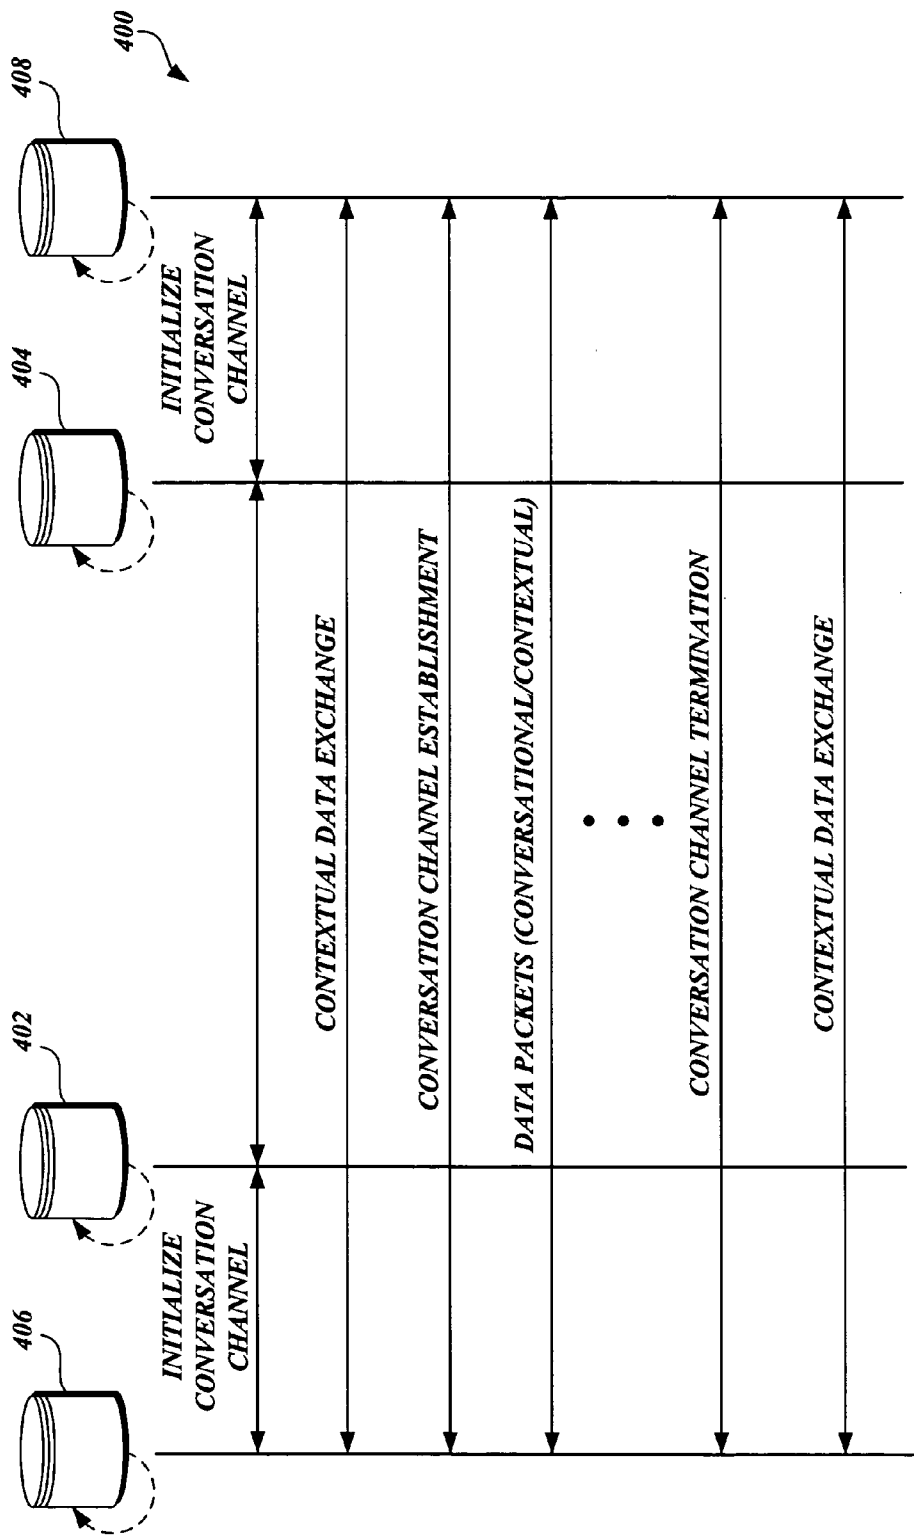 400
406
402
404
408
INITIALIZE
CONVERSATION
CHANNEL
INITIALIZE
CONVERSATION
CHANNEL
CONTEXTUAL DATA EXCHANGE
CONVERSATION CHANNEL ESTABLISHMENT
DATA PACKETS (CONVERSATIONAL/CONTEXTUAL)
CONVERSATION CHANNEL TERMINATION
CONTEXTUAL DATA EXCHANGE